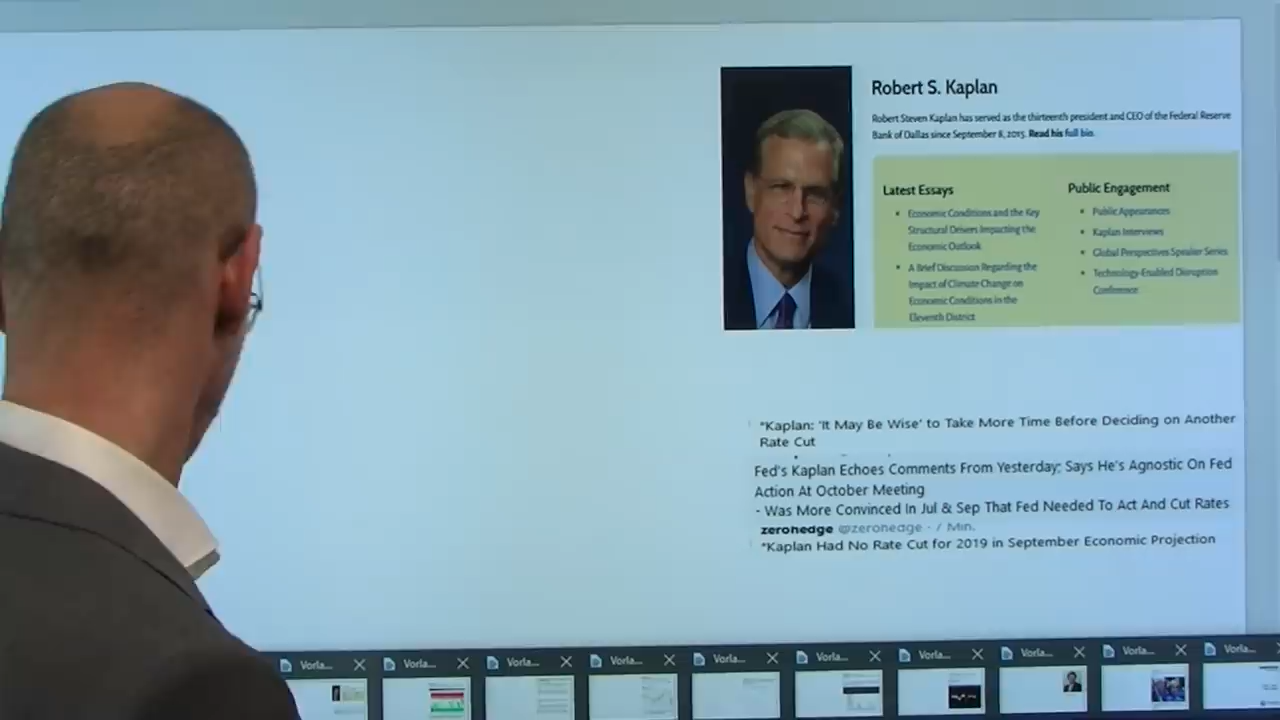 Robert S. Kaplan
Robert Steven Kaplan has served as the thirteenth president and CEO of the Federal Reserve
Bank of Dallas since September 8, 2015. Read his full bio.
Latest Essays
Economic Conditions and the Key
Structural Drivers Impacting the
Economic Outlook
A Brief Discussion Regarding the
Impact of Climate Change on
Economic Conditions in the
Eleventh District
Public Engagement
Public Appearances
Kaplan Interviews
Global Perspectives Speaker Series
Technology-Enabled Disruption
Conference
*Kaplan: 'It May Be Wise' to Take More Time Before Deciding on Another
Rate Cut
Fed's Kaplan Echoes Comments From Yesterday; Says He's Agnostic On Fed
Action At October Meeting
- Was More Convinced In Jul & Sep That Fed Needed To Act And Cut Rates
zerohedge @zerohedge · 7 Min.
*Kaplan Had No Rate Cut for 2019 in September Economic Projection
Vorla... Vorla... Vorla... Vorla... Vorla... Vorla... Vorla... Vorla... Vorla... Vorla...